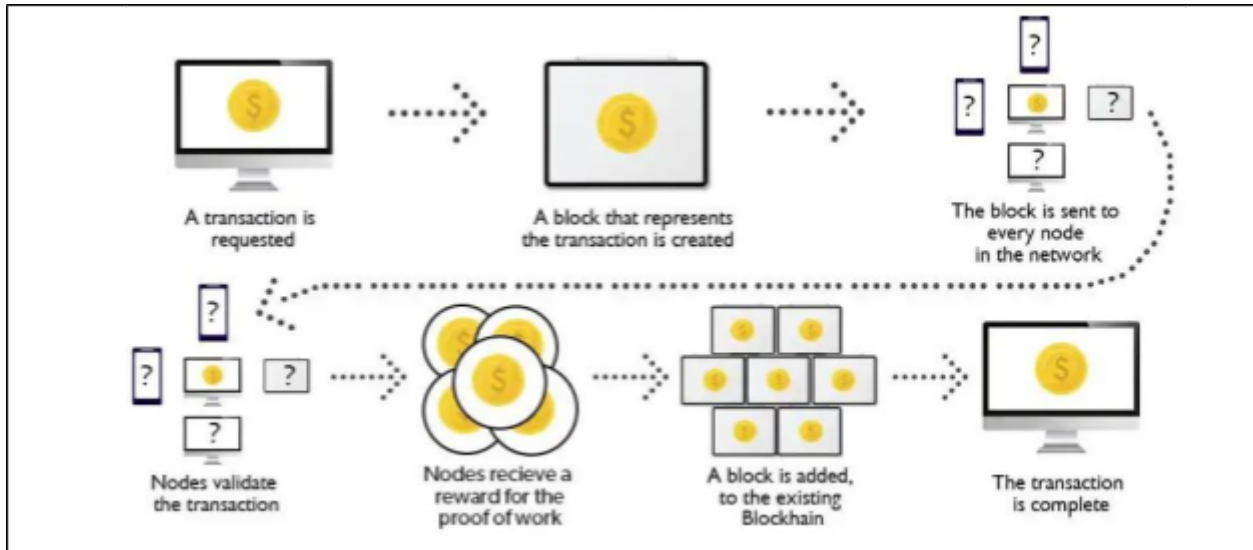 ?
$
$
?
$
?
?
A transaction is
requested
A block that represents
the transaction is created
The block is sent to
every node
in the network
?
?
$
?
?
Nodes validate
the transaction
$ $
$
$ $
Nodes recieve a
reward for the
proof of work
$ $
$ $ $
$ $
A block is added,
to the existing
Blockhain
$
The transaction
is complete